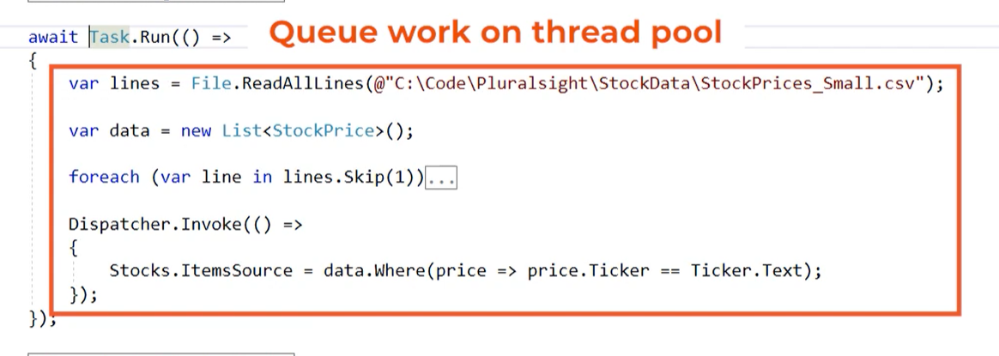 await Task.Run(() =>
Queue work on thread pool
{
var lines = File.ReadAllLines(@"C:\Code\Pluralsight\StockData\StockPrices_Small.csv");
var data = new List<StockPrice>();
foreach (var line in lines.Skip(1))...
Dispatcher.Invoke(() =>
{
Stocks.ItemsSource = data.Where(price => price.Ticker == Ticker.Text);
});
});